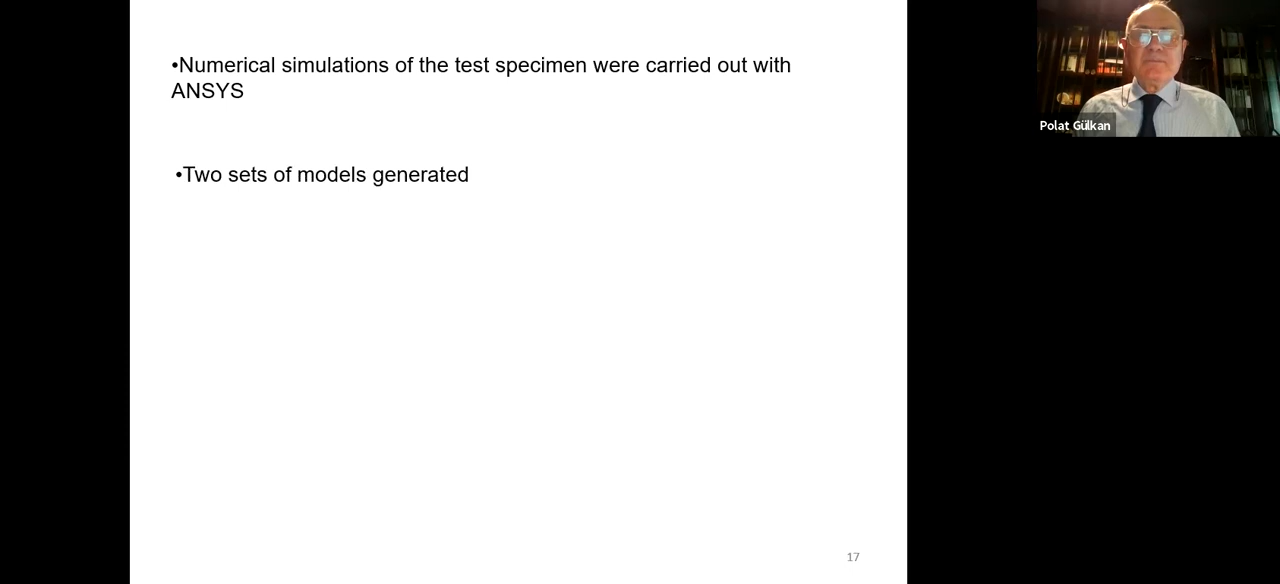 •Numerical simulations of the test specimen were carried out with
ANSYS
•Two sets of models generated
17
Polat Gülkan